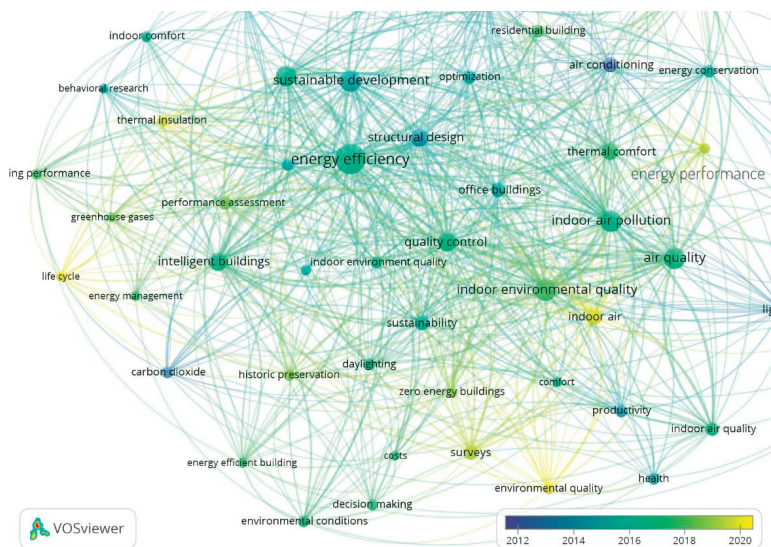 indoor comfort
residential building
sustainable development
optimization
air conditioning
energy conservation
behavioral research
thermal insulation
structural design
energy efficiency
thermal comfort
ing performance
energy performance
office buildings
performance assessment
greenhouse gases
indoor air pollution
quality control
intelligent buildings
indoor environment quality
air quality
life cycle
energy management
indoor environmental quality
indoor air
sustainability
carbon dioxide
historic preservation
daylighting
comfort
zero energy buildings
productivity
indoor air quality
energy efficient building
costs
surveys
health
environmental quality
decision making
environmental conditions
VOSviewer
2012 2014 2016 2018 2020